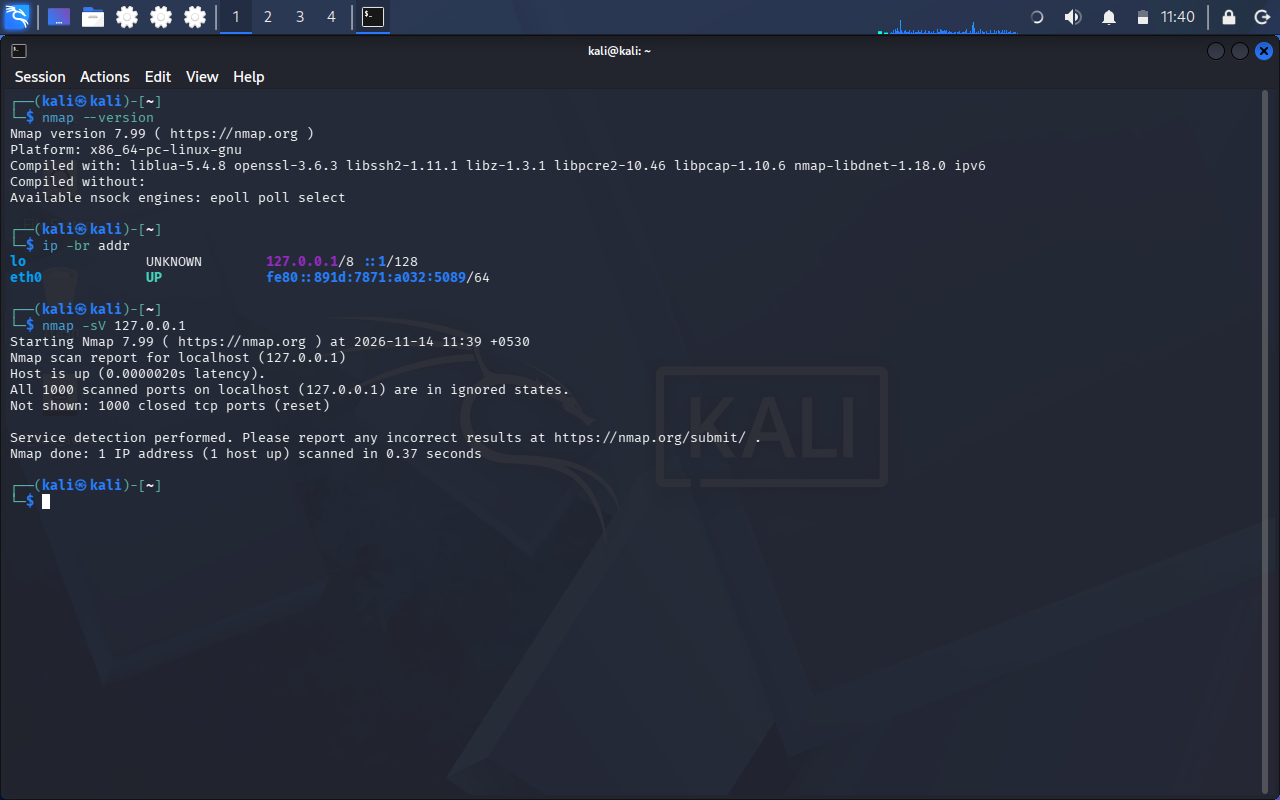 1 2 3 4 11:40
kali@kali: ~
Session Actions Edit View Help
┌──(kali㉿kali)-[~]
└─$ nmap --version
Nmap version 7.99 ( https://nmap.org )
Platform: x86_64-pc-linux-gnu
Compiled with: liblua-5.4.8 openssl-3.6.3 libssh2-1.11.1 libz-1.3.1 libpcre2-10.46 libpcap-1.10.6 nmap-libdnet-1.18.0 ipv6
Compiled without:
Available nsock engines: epoll poll select
┌──(kali㉿kali)-[~]
└─$ ip -br addr
lo UNKNOWN 127.0.0.1/8 ::1/128
eth0 UP fe80::891d:7871:a032:5089/64
┌──(kali㉿kali)-[~]
└─$ nmap -sV 127.0.0.1
Starting Nmap 7.99 ( https://nmap.org ) at 2026-11-14 11:39 +0530
Nmap scan report for localhost (127.0.0.1)
Host is up (0.0000020s latency).
All 1000 scanned ports on localhost (127.0.0.1) are in ignored states.
Not shown: 1000 closed tcp ports (reset)
Service detection performed. Please report any incorrect results at https://nmap.org/submit/ .
Nmap done: 1 IP address (1 host up) scanned in 0.37 seconds
┌──(kali㉿kali)-[~]
└─$
KALI